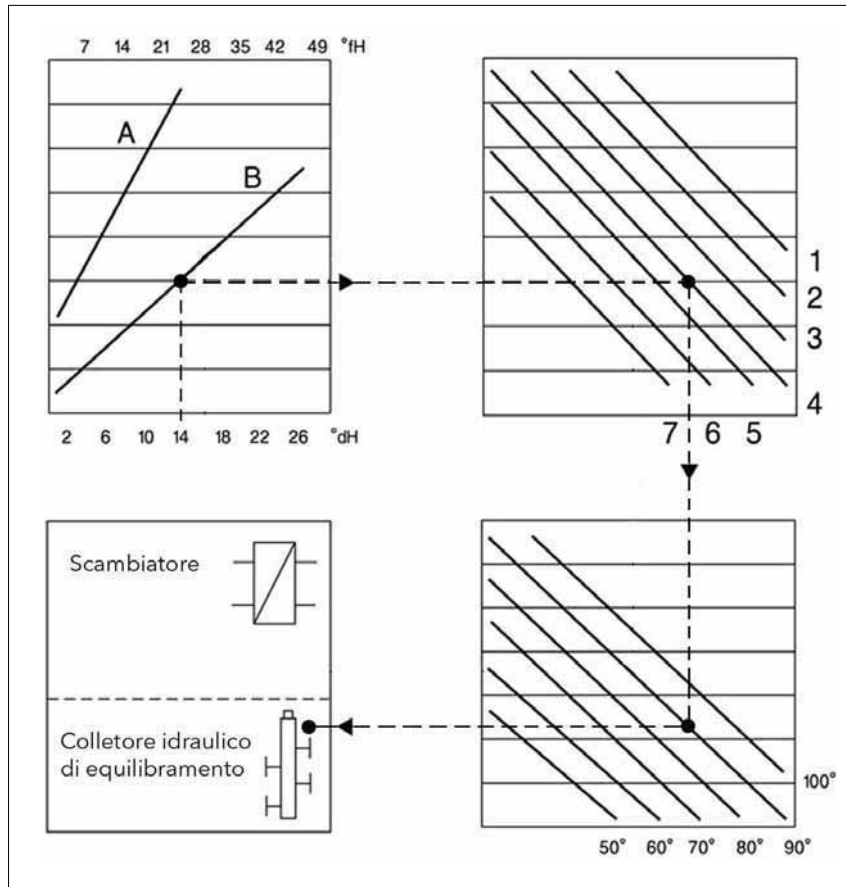 7 14 21 28 35 42 49 °fH
A
B
2 6 10 14 18 22 26 °dH
1
2
3
4
7 6 5
Scambiatore
Colletore idraulico
di equilibramento
100°
50° 60° 70° 80° 90°